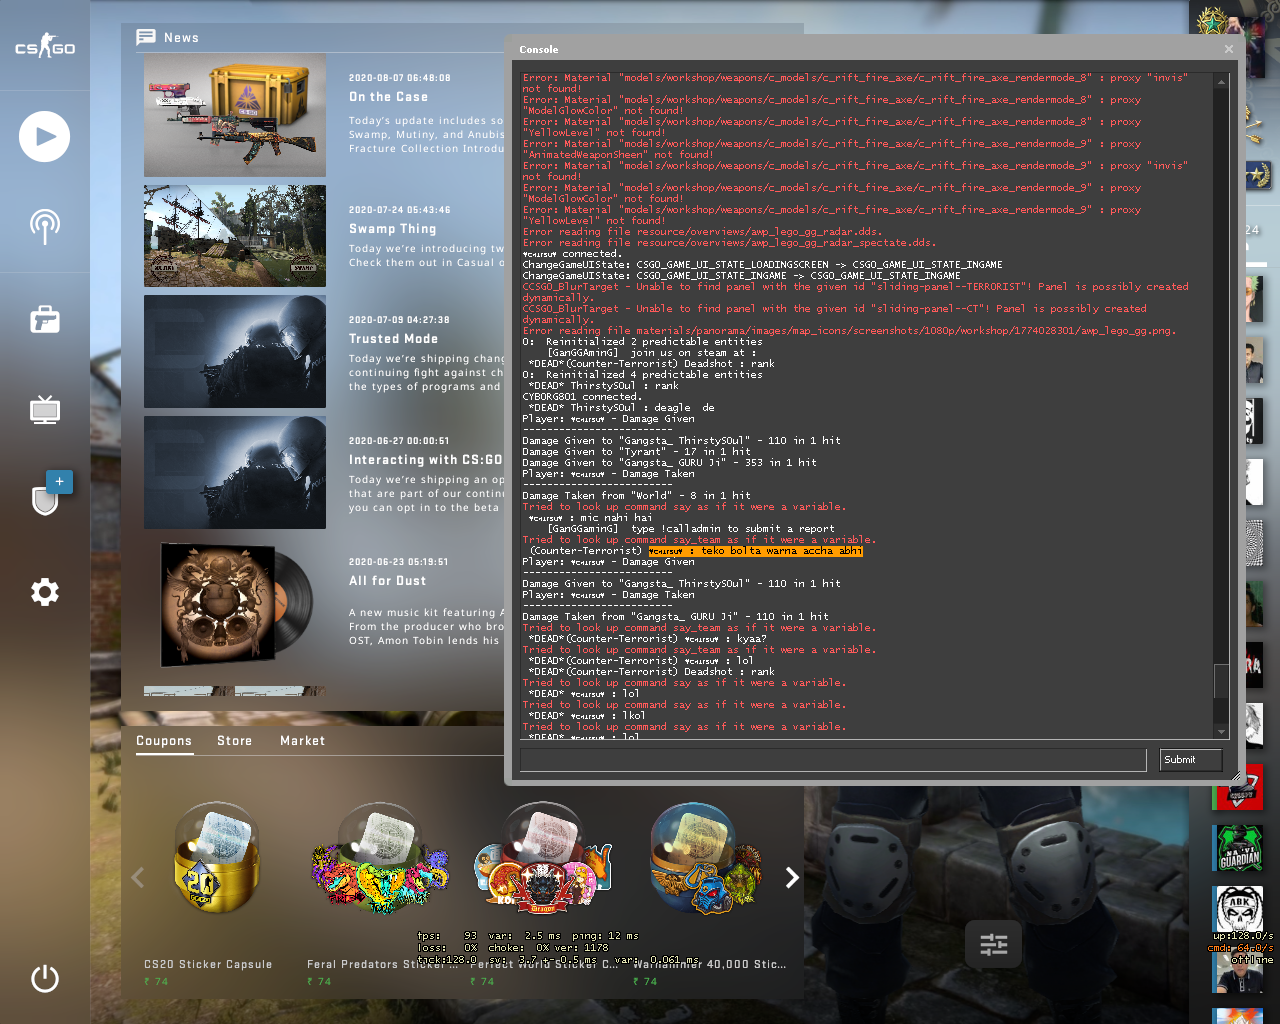 CS GO
News
2020-08-07 06:48:08
On the Case
Today's update includes so
Swamp, Mutiny, and Anubis
Fracture Collection Introdu
2020-07-24 05:43:46
Swamp Thing
Today we're introducing tw
Check them out in Casual o
2020-07-09 04:27:38
Trusted Mode
Today we're shipping chang
continuing fight against ch
the types of programs and
2020-06-27 00:00:51
Interacting with CS:GO
Today we're shipping an op
that are part of our contin
you can opt in to the beta
2020-06-23 05:19:51
All for Dust
A new music kit featuring A
From the producer who bro
OST, Amon Tobin lends his
Console
Error: Material "models/workshop/weapons/c_models/c_rift_fire_axe/c_rift_fire_axe_rendermode_8" : proxy "invis"
not found!
Error: Material "models/workshop/weapons/c_models/c_rift_fire_axe/c_rift_fire_axe_rendermode_8" : proxy
"ModelGlowColor" not found!
Error: Material "models/workshop/weapons/c_models/c_rift_fire_axe/c_rift_fire_axe_rendermode_8" : proxy
"YellowLevel" not found!
Error: Material "models/workshop/weapons/c_models/c_rift_fire_axe/c_rift_fire_axe_rendermode_9" : proxy
"AnimatedWeaponSheen" not found!
Error: Material "models/workshop/weapons/c_models/c_rift_fire_axe/c_rift_fire_axe_rendermode_9" : proxy "invis"
not found!
Error: Material "models/workshop/weapons/c_models/c_rift_fire_axe/c_rift_fire_axe_rendermode_9" : proxy
"ModelGlowColor" not found!
Error: Material "models/workshop/weapons/c_models/c_rift_fire_axe/c_rift_fire_axe_rendermode_9" : proxy
"YellowLevel" not found!
Error reading file resource/overviews/awp_lego_gg_radar.dds.
Error reading file resource/overviews/awp_lego_gg_radar_spectate.dds.
connected.
ChangeGameUIState: CSGO_GAME_UI_STATE_LOADINGSCREEN -> CSGO_GAME_UI_STATE_INGAME
ChangeGameUIState: CSGO_GAME_UI_STATE_INGAME -> CSGO_GAME_UI_STATE_INGAME
CCSGO_BlurTarget - Unable to find panel with the given id "sliding-panel--TERRORIST"! Panel is possibly created
dynamically.
CCSGO_BlurTarget - Unable to find panel with the given id "sliding-panel--CT"! Panel is possibly created
dynamically.
Error reading file materials/panorama/images/map_icons/screenshots/1080p/workshop/1774028301/awp_lego_gg.png.
0: Reinitialized 2 predictable entities
[GanGGAminG] join us on steam at :
*DEAD*(Counter-Terrorist) Deadshot : rank
0: Reinitialized 4 predictable entities
*DEAD* ThirstySOul : rank
CYBORG801 connected.
*DEAD* ThirstySOul : deagle de
Player: - Damage Given
-------------------------
Damage Given to "Gangsta_ ThirstySOul" - 110 in 1 hit
Damage Given to "Tyrant" - 17 in 1 hit
Damage Given to "Gangsta_ GURU Ji" - 353 in 1 hit
Player: - Damage Taken
-------------------------
Damage Taken from "World" - 8 in 1 hit
Tried to look up command say as if it were a variable.
: mic nahi hai
[GanGGaminG] type !calladmin to submit a report
Tried to look up command say_team as if it were a variable.
(Counter-Terrorist) : teko bolta warna accha abhi
Player: - Damage Given
-------------------------
Damage Given to "Gangsta_ ThirstySOul" - 110 in 1 hit
Player: - Damage Taken
-------------------------
Damage Taken from "Gangsta_ GURU Ji" - 110 in 1 hit
Tried to look up command say_team as if it were a variable.
*DEAD*(Counter-Terrorist) : kyaa?
Tried to look up command say_team as if it were a variable.
*DEAD*(Counter-Terrorist) : lol
*DEAD*(Counter-Terrorist) Deadshot : rank
Tried to look up command say as if it were a variable.
*DEAD* : lol
Tried to look up command say as if it were a variable.
*DEAD* : lkol
Tried to look up command say as if it were a variable.
*DEAD* : lol
Submit
Coupons Store Market
CS20 Sticker Capsule
₹ 74
Feral Predators Sticker ...
₹ 74
Perfect World Sticker C...
₹ 74
Warhammer 40,000 Stic...
₹ 74
fps: 93 var: 2.5 ms ping: 12 ms
loss: 0% choke: 0% ver: 1178
tick:128.0 sv: 3.7 +- 0.5 ms var: 0.061 ms
24
NA'VI
GUARDIAN
ABK
up:128.0/s
cmd: 64.0/s
offline